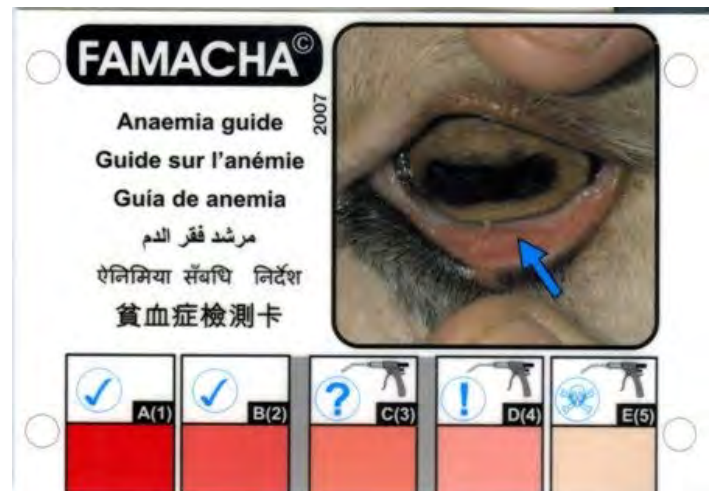 FAMACHA©
2007
Anaemia guide
Guide sur l'anémie
Guía de anemia
مرشد فقر الدم
ऐनिमिया सँबधि निर्देश
貧血症檢測卡
? !
A(1) B(2) C(3) D(4) E(5)